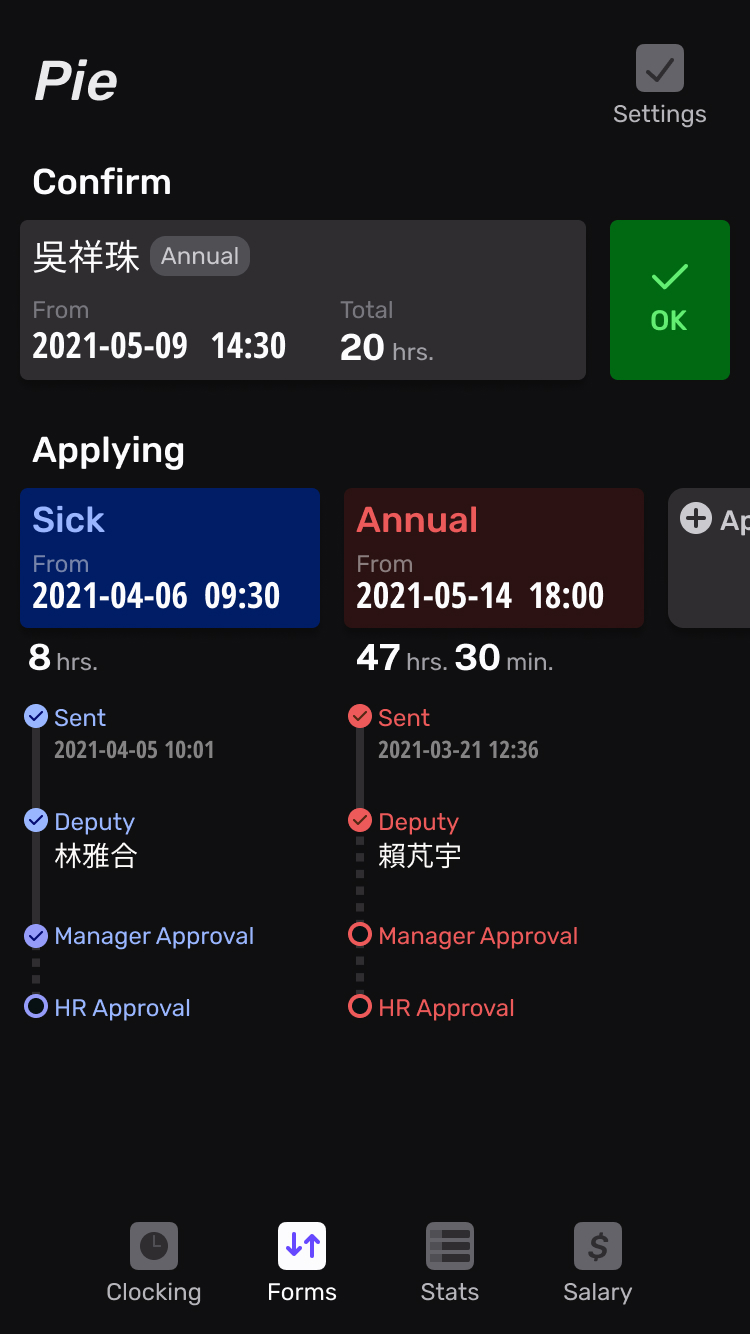 Pie
Settings
Confirm
吳祥珠 Annual
From Total
2021-05-09 14:30 20 hrs.
OK
Applying
Sick
From
2021-04-06 09:30
8 hrs.
Sent
2021-04-05 10:01
Deputy
林雅合
Manager Approval
HR Approval
Annual
From
2021-05-14 18:00
47 hrs. 30 min.
Sent
2021-03-21 12:36
Deputy
賴芃宇
Manager Approval
HR Approval
Ap
Clocking Forms Stats Salary